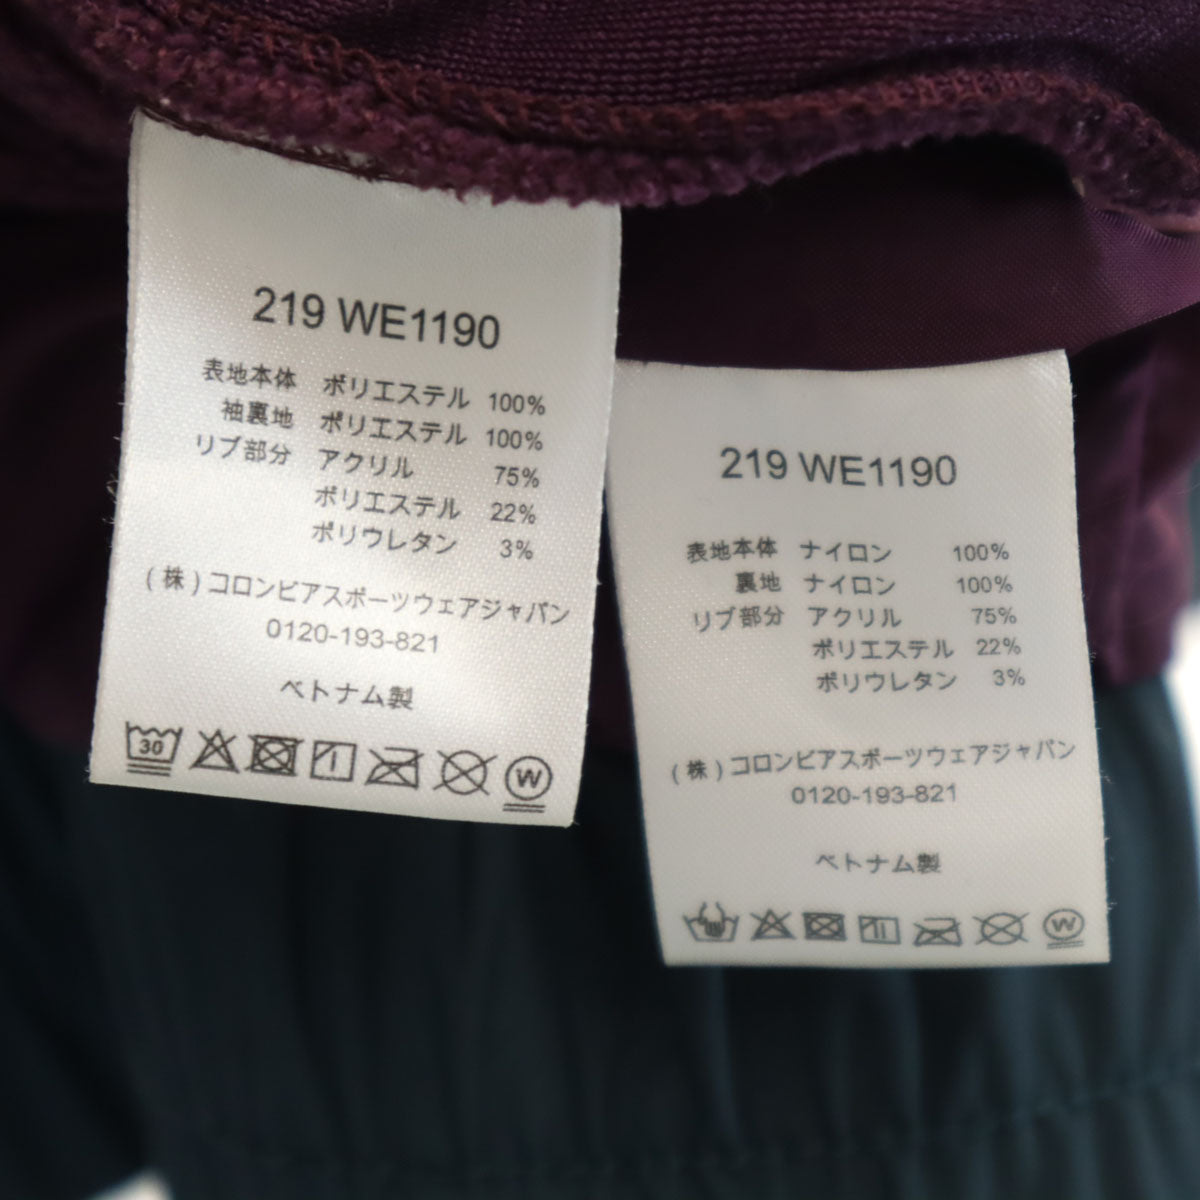 219 WE1190
表地本体 ポリエステル 100%
袖裏地 ポリエステル 100%
リブ部分 アクリル 75%
ポリエステル 22%
ポリウレタン 3%
(株)コロンビアスポーツウェアジャパン
0120-193-821
ベトナム製
30 W
219 WE1190
表地本体 ナイロン 100%
裏地 ナイロン 100%
リブ部分 アクリル 75%
ポリエステル 22%
ポリウレタン 3%
(株)コロンビアスポーツウェアジャパン
0120-193-821
ベトナム製
W